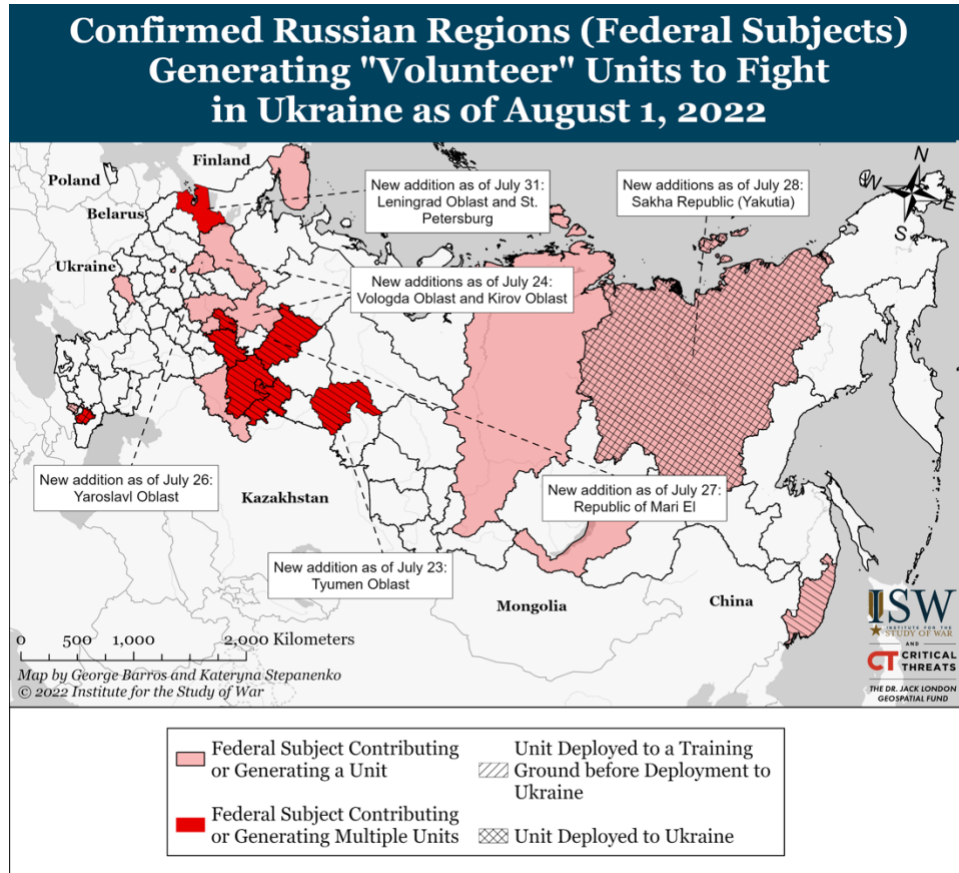 Confirmed Russian Regions (Federal Subjects)
Generating "Volunteer" Units to Fight
in Ukraine as of August 1, 2022
Finland
Poland
Belarus
Ukraine
New addition as of July 31:
Leningrad Oblast and St.
Petersburg
New additions as of July 28:
Sakha Republic (Yakutia)
N
W
E
S
New additions as of July 24:
Vologda Oblast and Kirov Oblast
New addition as of July 26:
Yaroslavl Oblast
Kazakhstan
New addition as of July 27:
Republic of Mari El
New addition as of July 23:
Tyumen Oblast
Mongolia
China
0 500 1,000 2,000 Kilometers
Map by George Barros and Kateryna Stepanenko
© 2022 Institute for the Study of War
ISW
INSTITUTE FOR THE
STUDY OF WAR
AND
CT CRITICAL
THREATS
THE DR. JACK LONDON
GEOSPATIAL FUND
Federal Subject Contributing
or Generating a Unit
Federal Subject Contributing
or Generating Multiple Units
Unit Deployed to a Training
Ground before Deployment to
Ukraine
Unit Deployed to Ukraine